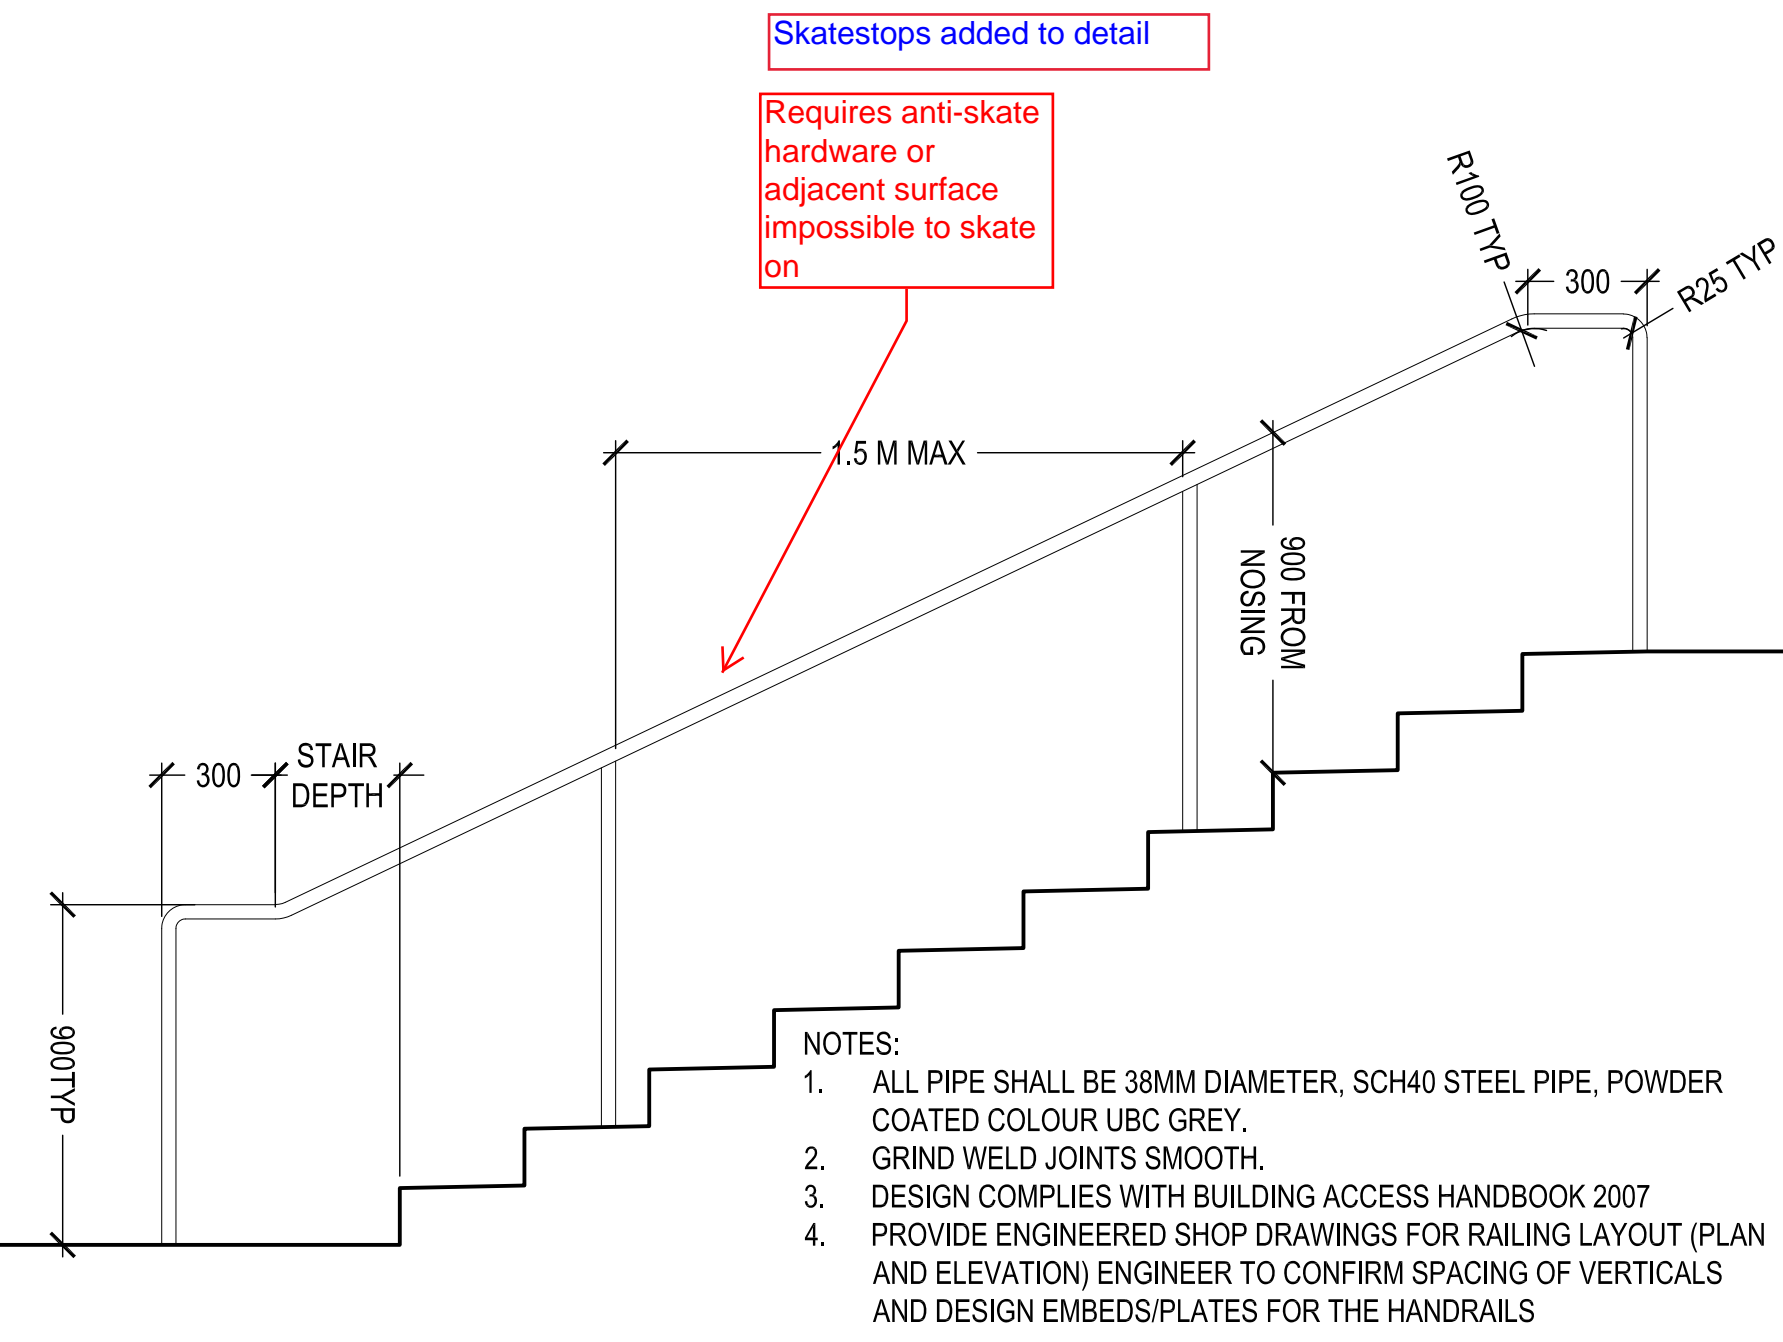 Skatestops added to detail
Requires anti-skate
hardware or
adjacent surface
impossible to skate
on
R100 TYP
300
R25 TYP
1.5 M MAX
900 FROM
NOSING
300
STAIR
DEPTH
900TYP
NOTES:
1. ALL PIPE SHALL BE 38MM DIAMETER, SCH40 STEEL PIPE, POWDER
COATED COLOUR UBC GREY.
2. GRIND WELD JOINTS SMOOTH.
3. DESIGN COMPLIES WITH BUILDING ACCESS HANDBOOK 2007
4. PROVIDE ENGINEERED SHOP DRAWINGS FOR RAILING LAYOUT (PLAN
AND ELEVATION) ENGINEER TO CONFIRM SPACING OF VERTICALS
AND DESIGN EMBEDS/PLATES FOR THE HANDRAILS